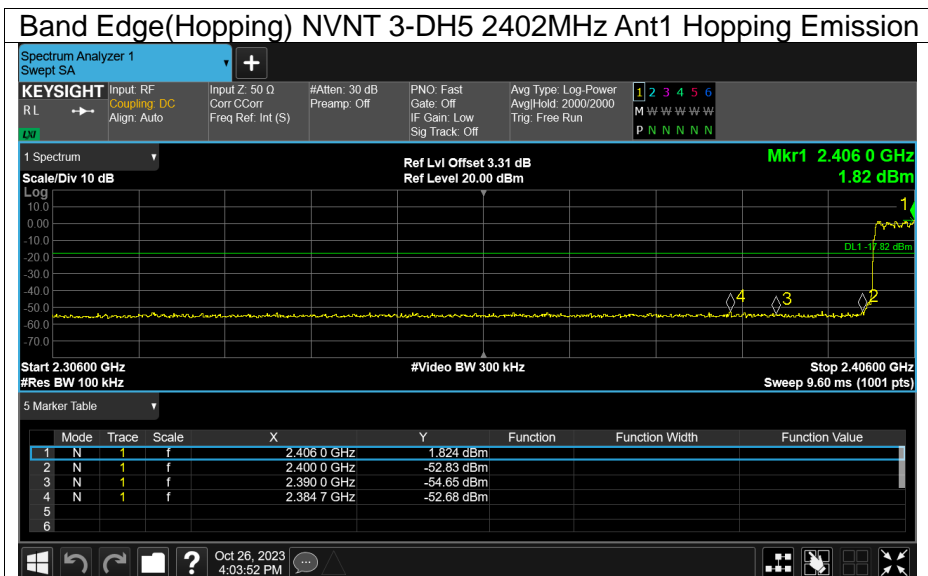 Band Edge(Hopping) NVNT 3-DH5 2402MHz Ant1 Hopping Emission
Spectrum Analyzer 1
Swept SA
+
KEYSIGHT Input: RF Input Z: 50 Ω #Atten: 30 dB PNO: Fast Avg Type: Log-Power 1 2 3 4 5 6
RL Coupling: DC Corr CCorr Preamp: Off Gate: Off Avg|Hold: 2000/2000 M W W W W W
Align: Auto Freq Ref: Int (S) IF Gain: Low Trig: Free Run
LXI Sig Track: Off P N N N N N
1 Spectrum Ref Lvl Offset 3.31 dB Mkr1 2.406 0 GHz
Scale/Div 10 dB Ref Level 20.00 dBm 1.82 dBm
Log
10.0 1
0.00
-10.0 DL1 -17.82 dBm
-20.0
-30.0
-40.0
-50.0 4 3 2
-60.0
-70.0
Start 2.30600 GHz #Video BW 300 kHz Stop 2.40600 GHz
#Res BW 100 kHz Sweep 9.60 ms (1001 pts)
5 Marker Table
Mode Trace Scale X Y Function Function Width Function Value
1 N 1 f 2.406 0 GHz 1.824 dBm
2 N 1 f 2.400 0 GHz -52.83 dBm
3 N 1 f 2.390 0 GHz -54.65 dBm
4 N 1 f 2.384 7 GHz -52.68 dBm
5
6
? Oct 26, 2023
4:03:52 PM